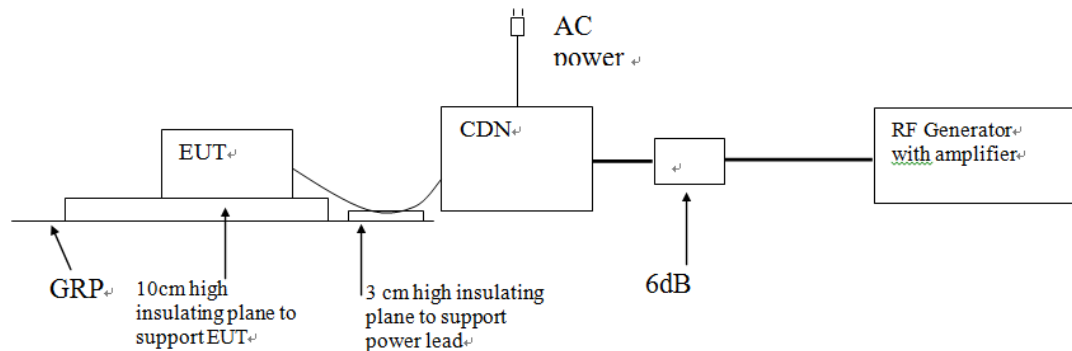 AC
power
CDN
EUT
RF Generator
with amplifier
GRP
10cm high
insulating plane to
support EUT
3 cm high insulating
plane to support
power lead
6dB